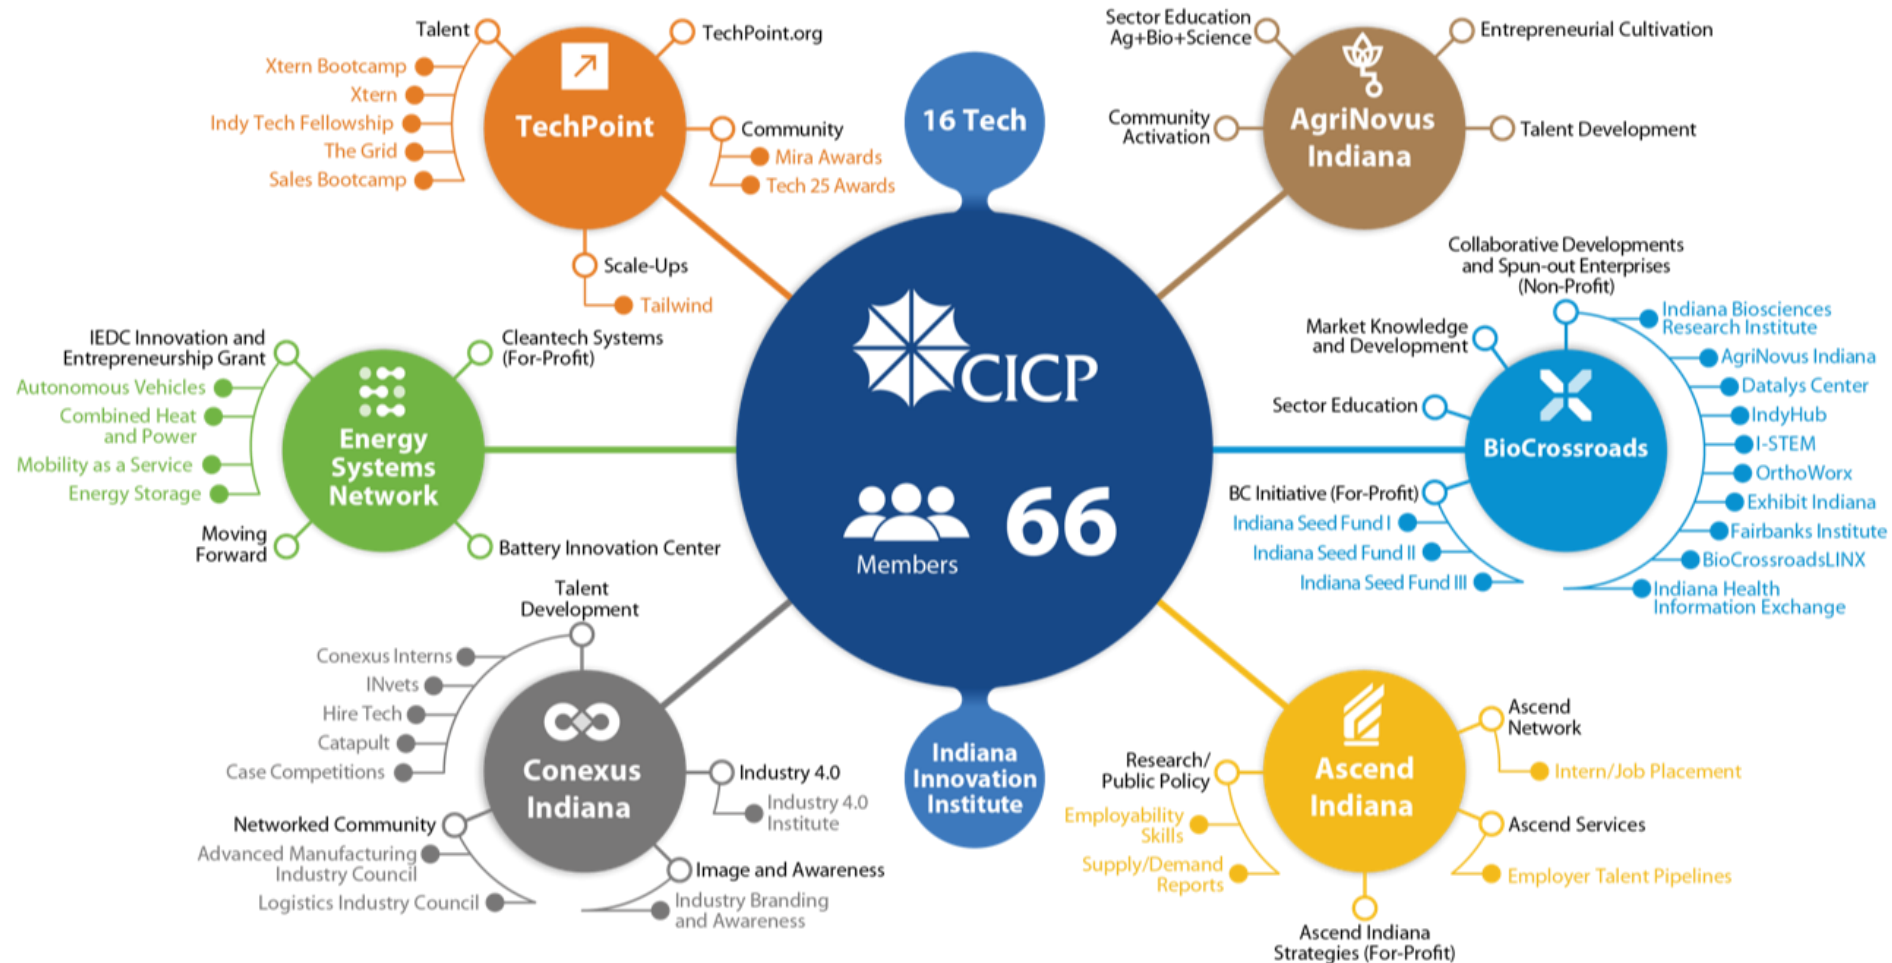 Talent
Xtern Bootcamp
Xtern
Indy Tech Fellowship
The Grid
Sales Bootcamp
TechPoint
TechPoint.org
Community
Mira Awards
Tech 25 Awards
Scale-Ups
Tailwind
16 Tech
Sector Education
Ag+Bio+Science
Community
Activation
AgriNovus
Indiana
Entrepreneurial Cultivation
Talent Development
IEDC Innovation and
Entrepreneurship Grant
Autonomous Vehicles
Combined Heat
and Power
Mobility as a Service
Energy Storage
Moving
Forward
Energy
Systems
Network
Cleantech Systems
(For-Profit)
Battery Innovation Center
CICP
Members
66
Collaborative Developments
and Spun-out Enterprises
(Non-Profit)
Market Knowledge
and Development
Sector Education
BC Initiative (For-Profit)
Indiana Seed Fund I
Indiana Seed Fund II
Indiana Seed Fund III
BioCrossroads
Indiana Biosciences
Research Institute
AgriNovus Indiana
Datalys Center
IndyHub
I-STEM
OrthoWorx
Exhibit Indiana
Fairbanks Institute
BioCrossroadsLINX
Indiana Health
Information Exchange
Talent
Development
Conexus Interns
INvets
Hire Tech
Catapult
Case Competitions
Networked Community
Advanced Manufacturing
Industry Council
Logistics Industry Council
Conexus
Indiana
Industry 4.0
Industry 4.0
Institute
Image and Awareness
Industry Branding
and Awareness
Indiana
Innovation
Institute
Research/
Public Policy
Employability
Skills
Supply/Demand
Reports
Ascend
Indiana
Ascend
Network
Intern/Job Placement
Ascend Services
Employer Talent Pipelines
Ascend Indiana
Strategies (For-Profit)